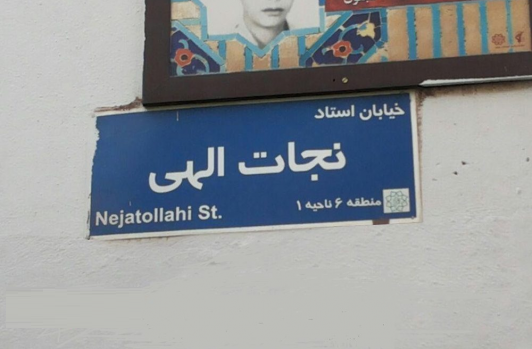 خیابان استاد
نجات الهی
Nejatollahi St.
منطقه ۶ ناحیه ۱